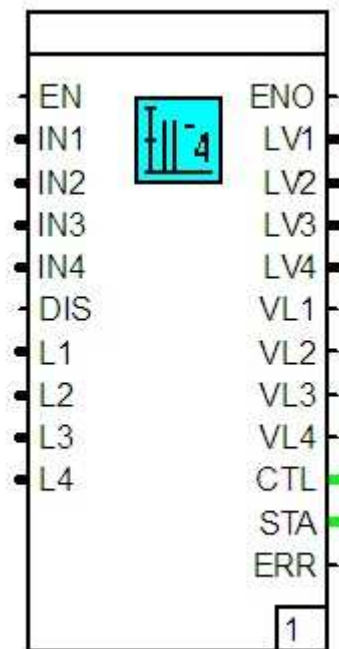 EN ENO
IN1 LV1
IN2 LV2
IN3 LV3
IN4 LV4
DIS VL1
L1 VL2
L2 VL3
L3 VL4
L4 CTL
STA
ERR
4
1